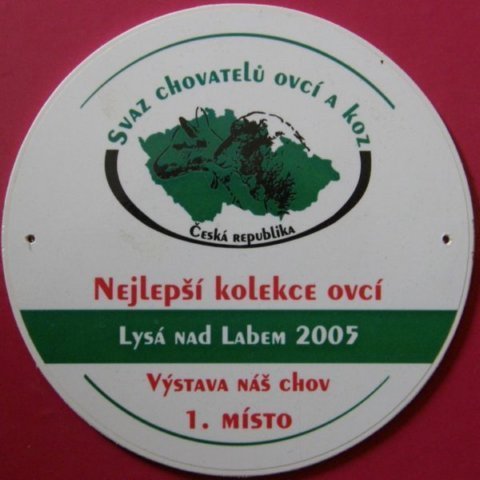 Svaz chovatelů ovcí a koz
Česká republika
Nejlepší kolekce ovcí
Lysá nad Labem 2005
Výstava náš chov
1. místo